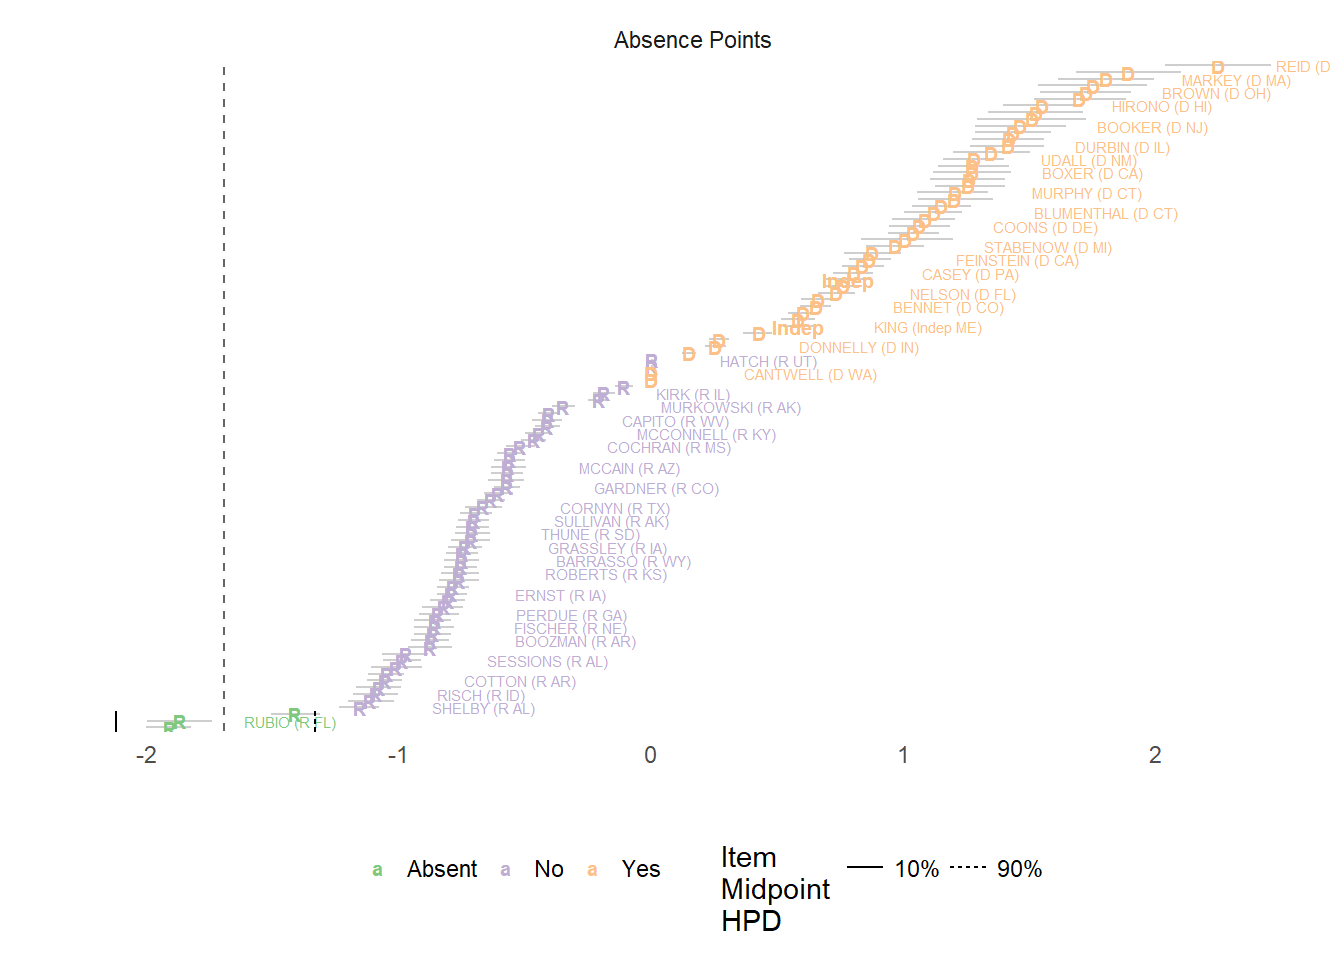 Absence Points
REID (D
MARKEY (D MA)
BROWN (D OH)
HIRONO (D HI)
BOOKER (D NJ)
DURBIN (D IL)
UDALL (D NM)
BOXER (D CA)
MURPHY (D CT)
BLUMENTHAL (D CT)
COONS (D DE)
STABENOW (D MI)
FEINSTEIN (D CA)
CASEY (D PA)
Indep
NELSON (D FL)
BENNET (D CO)
Indep
KING (Indep ME)
DONNELLY (D IN)
HATCH (R UT)
CANTWELL (D WA)
KIRK (R IL)
MURKOWSKI (R AK)
CAPITO (R WV)
MCCONNELL (R KY)
COCHRAN (R MS)
MCCAIN (R AZ)
GARDNER (R CO)
CORNYN (R TX)
SULLIVAN (R AK)
THUNE (R SD)
GRASSLEY (R IA)
BARRASSO (R WY)
ROBERTS (R KS)
ERNST (R IA)
PERDUE (R GA)
FISCHER (R NE)
BOOZMAN (R AR)
SESSIONS (R AL)
COTTON (R AR)
RISCH (R ID)
SHELBY (R AL)
RUBIO (R FL)
-2 -1 0 1 2
a Absent a No a Yes
Item
Midpoint
HPD
10% 90%